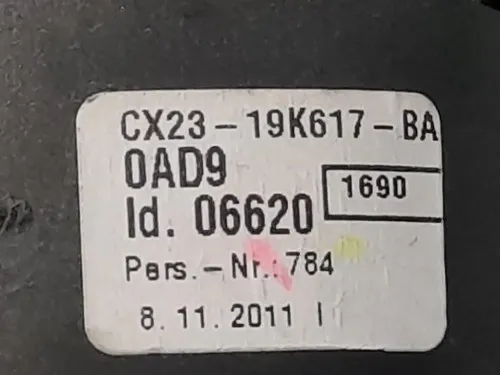 CX23-19K617-BA
0AD9
1690
Id. 06620
Pers.-Nr.: 784
8.11.2011 I